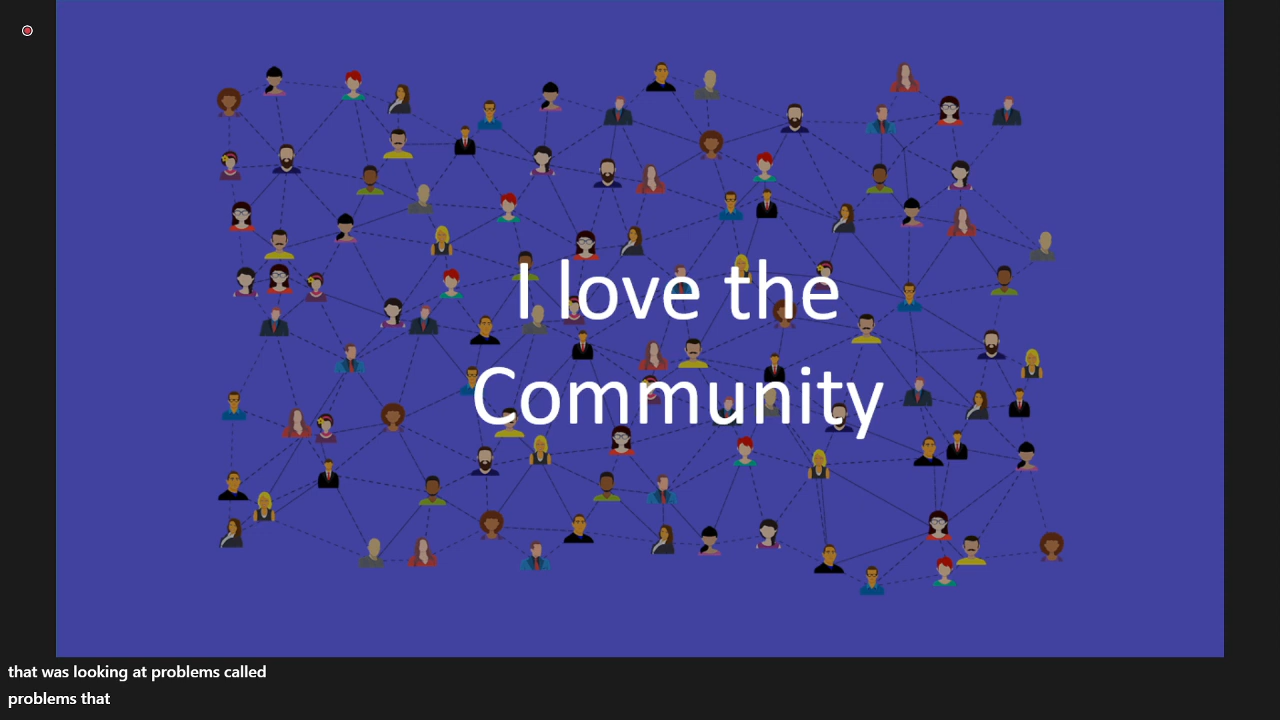 I love the
Community
that was looking at problems called
problems that